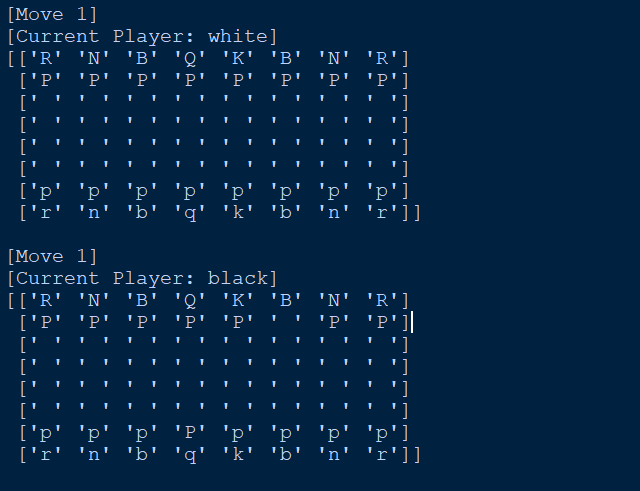 [Move 1]
[Current Player: white]
[['R' 'N' 'B' 'Q' 'K' 'B' 'N' 'R']
['P' 'P' 'P' 'P' 'P' 'P' 'P' 'P']
[' ' ' ' ' ' ' ' ' ' ' ' ' ' ' ']
[' ' ' ' ' ' ' ' ' ' ' ' ' ' ' ']
[' ' ' ' ' ' ' ' ' ' ' ' ' ' ' ']
[' ' ' ' ' ' ' ' ' ' ' ' ' ' ' ']
['p' 'p' 'p' 'p' 'p' 'p' 'p' 'p']
['r' 'n' 'b' 'q' 'k' 'b' 'n' 'r']]
[Move 1]
[Current Player: black]
[['R' 'N' 'B' 'Q' 'K' 'B' 'N' 'R']
['P' 'P' 'P' 'P' 'P' ' ' 'P' 'P']
[' ' ' ' ' ' ' ' ' ' ' ' ' ' ' ']
[' ' ' ' ' ' ' ' ' ' ' ' ' ' ' ']
[' ' ' ' ' ' ' ' ' ' ' ' ' ' ' ']
[' ' ' ' ' ' ' ' ' ' ' ' ' ' ' ']
['p' 'p' 'p' 'P' 'p' 'p' 'p' 'p']
['r' 'n' 'b' 'q' 'k' 'b' 'n' 'r']]